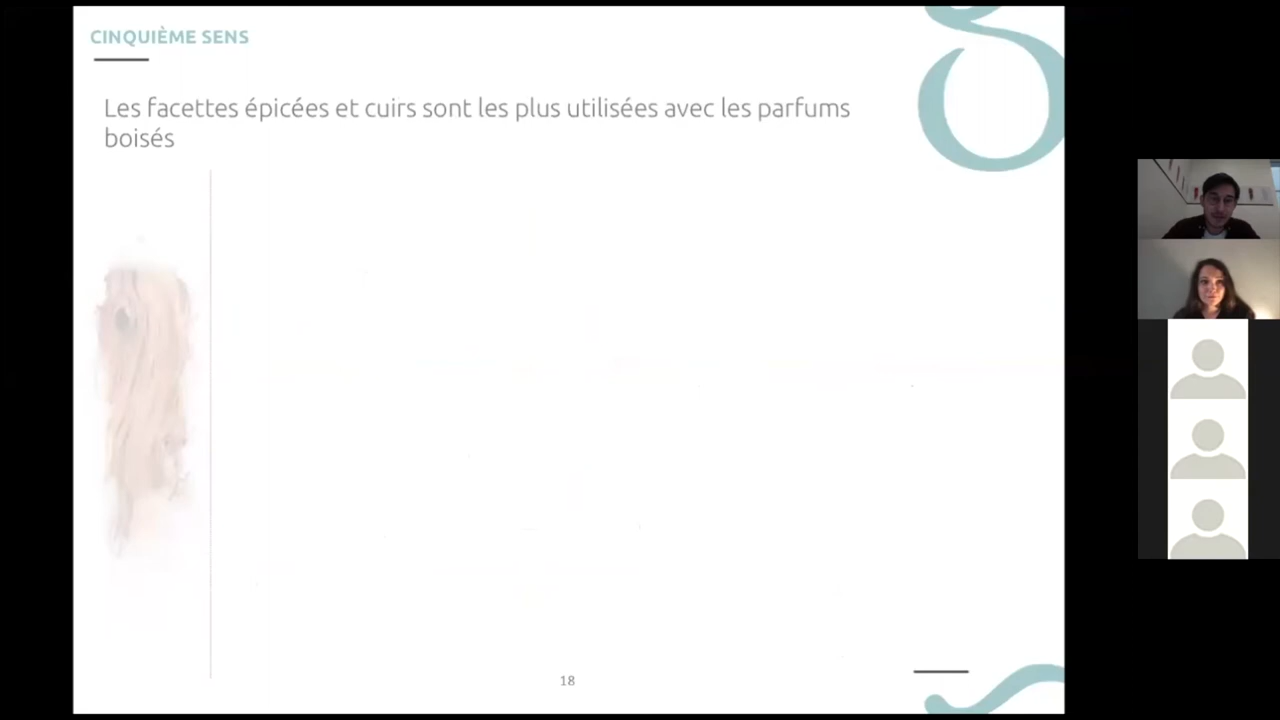 CINQUIÈME SENS
Les facettes épicées et cuirs sont les plus utilisées avec les parfums
boisés
18